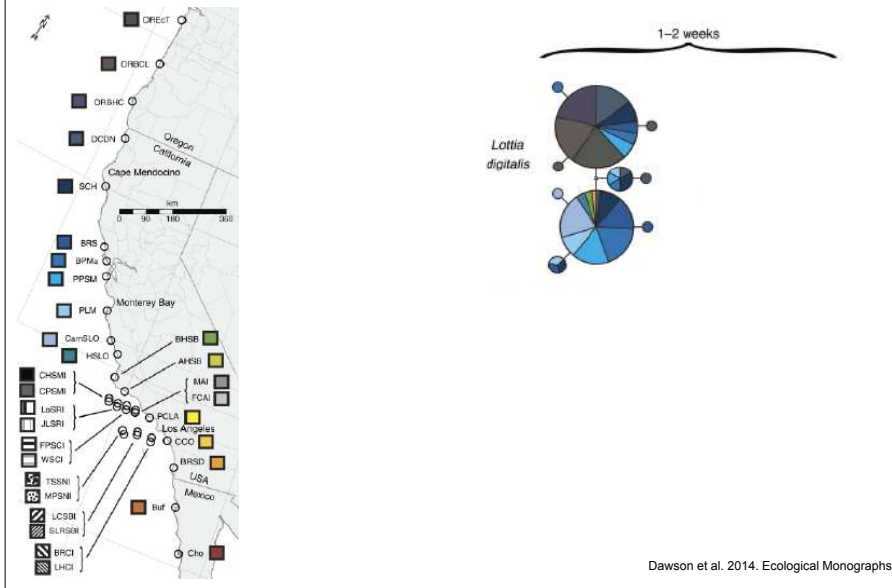 N
CIREcT
ORBCL
ORBHC
DCDN
Oregon
California
Cape Mendocino
SCH
km
0 90 180 360
BRS
BPMa
PPSM
Monterey Bay
PLM
CamSLO
HSLO
BHSB
AHSB
CHSMI
CPSMI
MAI
FCAI
LoSRI
JLSRI
PCLA
Los Angeles
FPSCI
WSCI
CCO
BRSD
TSSNI
MPSNI
USA
Mexico
LCSBI
SLRSBI
Buf
BRCI
LHCI
Cho
1–2 weeks
Lottia
digitalis
Dawson et al. 2014. Ecological Monographs